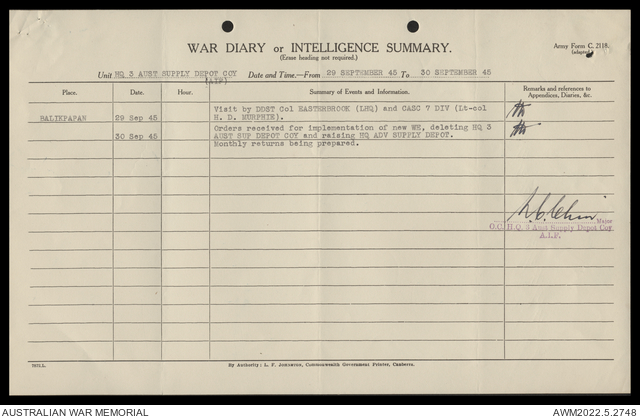 WAR DIARY or INTELLIGENCE SUMMARY.
(Erase heading not required.)
Army Form C. 2118.
(adapted)
Unit HQ 3 AUST SUPPLY DEPOT COY (AIF) Date and Time.—From 29 SEPTEMBER 45 To 30 SEPTEMBER 45
Place. Date. Hour. Summary of Events and Information. Remarks and references to Appendices, Diaries, &c.
BALIKPAPAN 29 Sep 45 Visit by DDST Col EASTERBROOK (LHQ) and CASC 7 DIV (Lt-col
H. D. MURPHIE).
30 Sep 45 Orders received for implementation of new WE, deleting HQ 3
AUST SUP DEPOT COY and raising HQ ADV SUPPLY DEPOT.
Monthly returns being prepared.
Major
O.C. H.Q. 3 Aust Supply Depot Coy
A.I.F.
By Authority: L. F. Johnston, Commonwealth Government Printer, Canberra.
AUSTRALIAN WAR MEMORIAL
AWM2022.5.2748